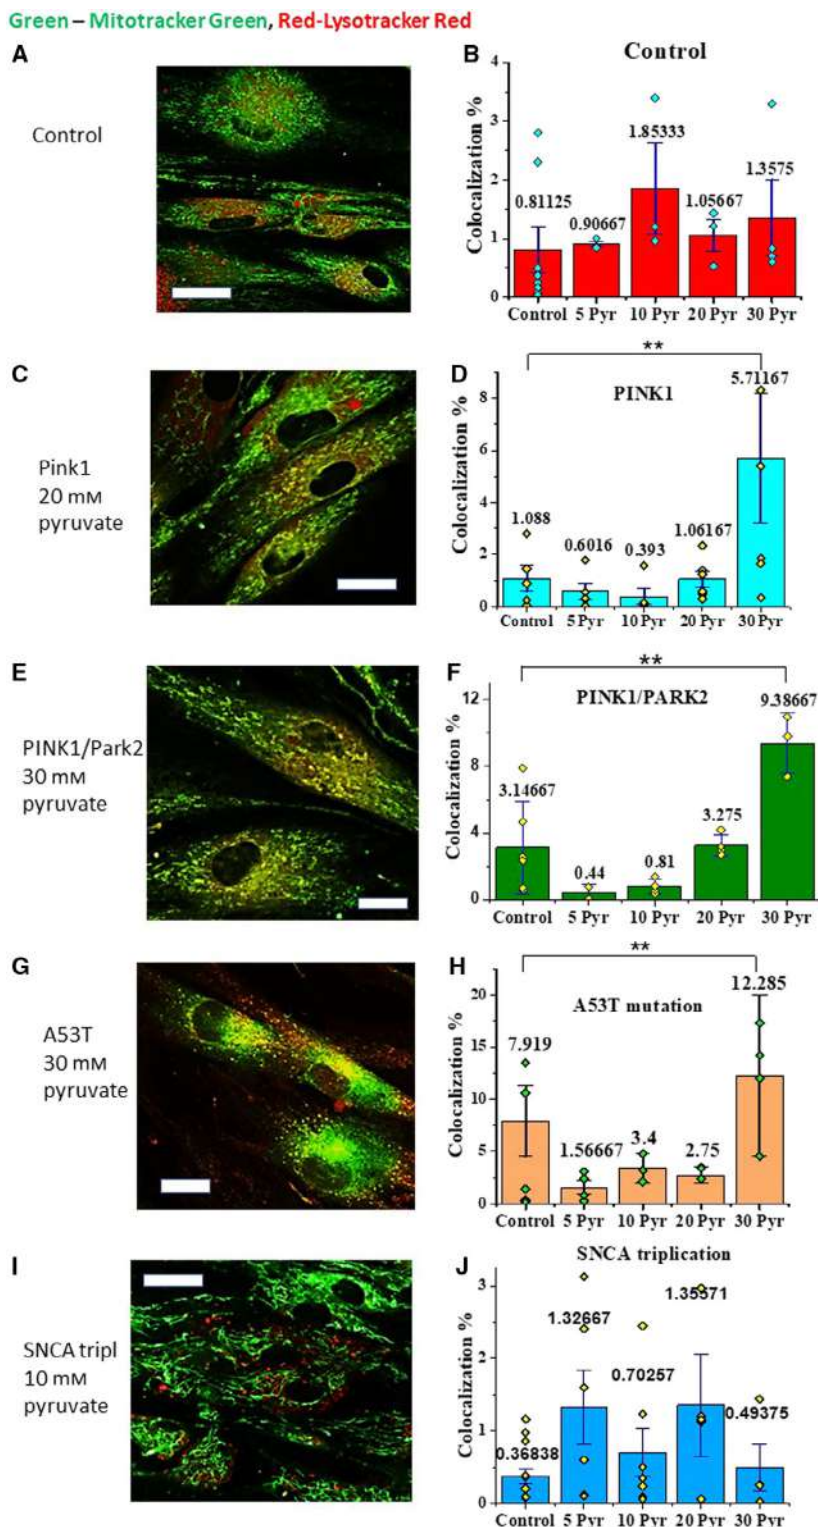 Green – Mitotracker Green, Red-Lysotracker Red
A
Control
B
Control
Colocalization %
4
3
2
1
0
0.81125
0.90667
1.85333
1.05667
1.3575
Control 5 Pyr 10 Pyr 20 Pyr 30 Pyr
C
Pink1
20 mM
pyruvate
D
**
PINK1
Colocalization %
8
6
4
2
0
1.088
0.6016
0.393
1.06167
5.71167
Control 5 Pyr 10 Pyr 20 Pyr 30 Pyr
E
PINK1/Park2
30 mM
pyruvate
F
**
PINK1/PARK2
Colocalization %
12
8
4
0
3.14667
0.44
0.81
3.275
9.38667
Control 5 Pyr 10 Pyr 20 Pyr 30 Pyr
G
A53T
30 mM
pyruvate
H
**
A53T mutation
Colocalization %
20
15
10
5
0
7.919
1.56667
3.4
2.75
12.285
Control 5 Pyr 10 Pyr 20 Pyr 30 Pyr
I
SNCA tripl
10 mM
pyruvate
J
SNCA triplication
Colocalization %
3
2
1
0
0.36838
1.32667
0.70257
1.35571
0.49375
Control 5 Pyr 10 Pyr 20 Pyr 30 Pyr